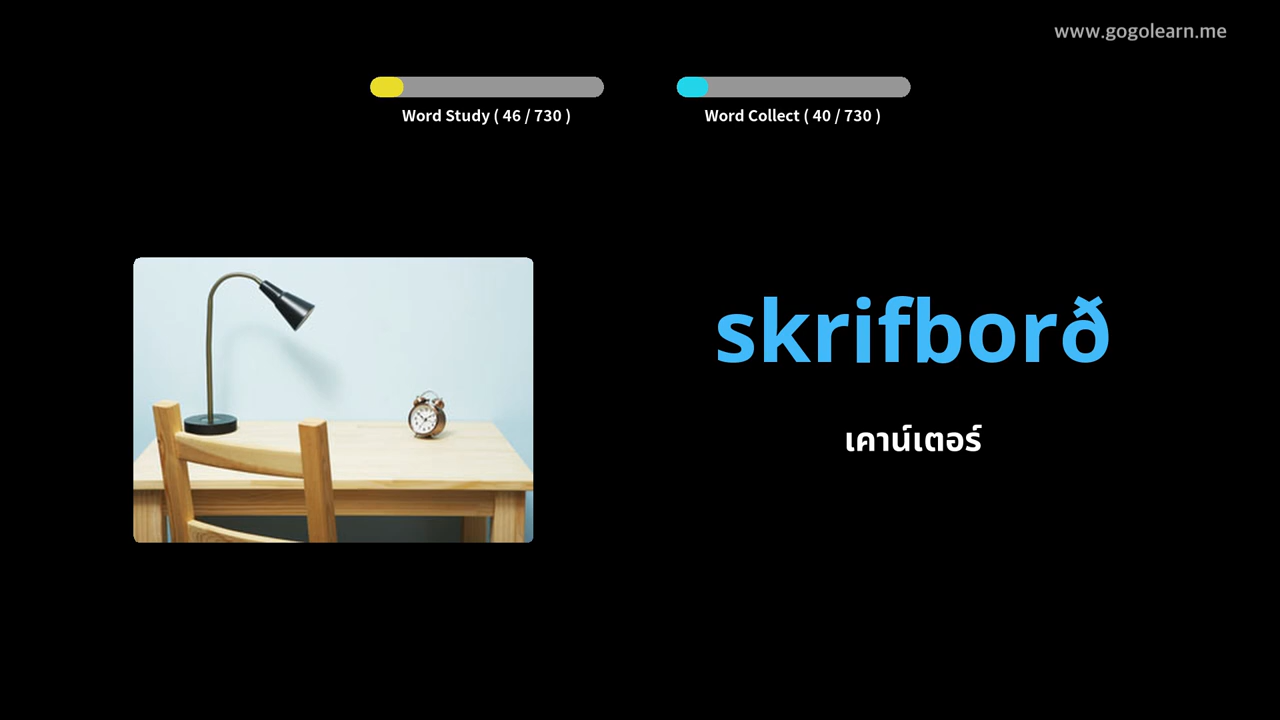 www.gogolearn.me
Word Study ( 46 / 730 )
Word Collect ( 40 / 730 )
skrifborð
เคาน์เตอร์